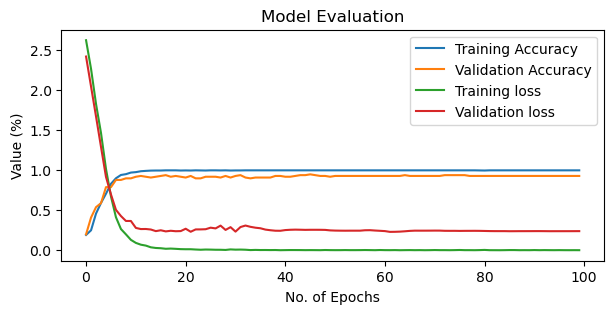 Model Evaluation
Value (%)
2.5
2.0
1.5
1.0
0.5
0.0
Training Accuracy
Validation Accuracy
Training loss
Validation loss
0 20 40 60 80 100
No. of Epochs